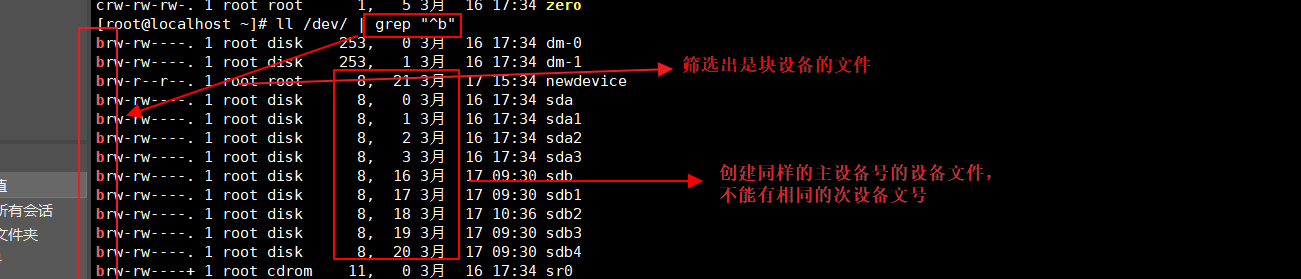 crw-rw-rw-. 1 root root 1, 5 3月 16 17:34 zero
[root@localhost ~]# ll /dev/ | grep "^b"
brw-rw----. 1 root disk 253, 0 3月 16 17:34 dm-0
brw-rw----. 1 root disk 253, 1 3月 16 17:34 dm-1
筛选出是块设备的文件
brw-r--r--. 1 root root 8, 21 3月 17 15:34 newdevice
brw-rw----. 1 root disk 8, 0 3月 16 17:34 sda
brw-rw----. 1 root disk 8, 1 3月 16 17:34 sda1
brw-rw----. 1 root disk 8, 2 3月 16 17:34 sda2
brw-rw----. 1 root disk 8, 3 3月 16 17:34 sda3
brw-rw----. 1 root disk 8, 16 3月 17 09:30 sdb
创建同样的主设备号的设备文件，
值
brw-rw----. 1 root disk 8, 17 3月 17 09:30 sdb1
不能有相同的次设备文号
所有会话
brw-rw----. 1 root disk 8, 18 3月 17 10:36 sdb2
文件夹
brw-rw----. 1 root disk 8, 19 3月 17 09:30 sdb3
brw-rw----. 1 root disk 8, 20 3月 17 09:30 sdb4
brw-rw----+ 1 root cdrom 11, 0 3月 16 17:34 sr0